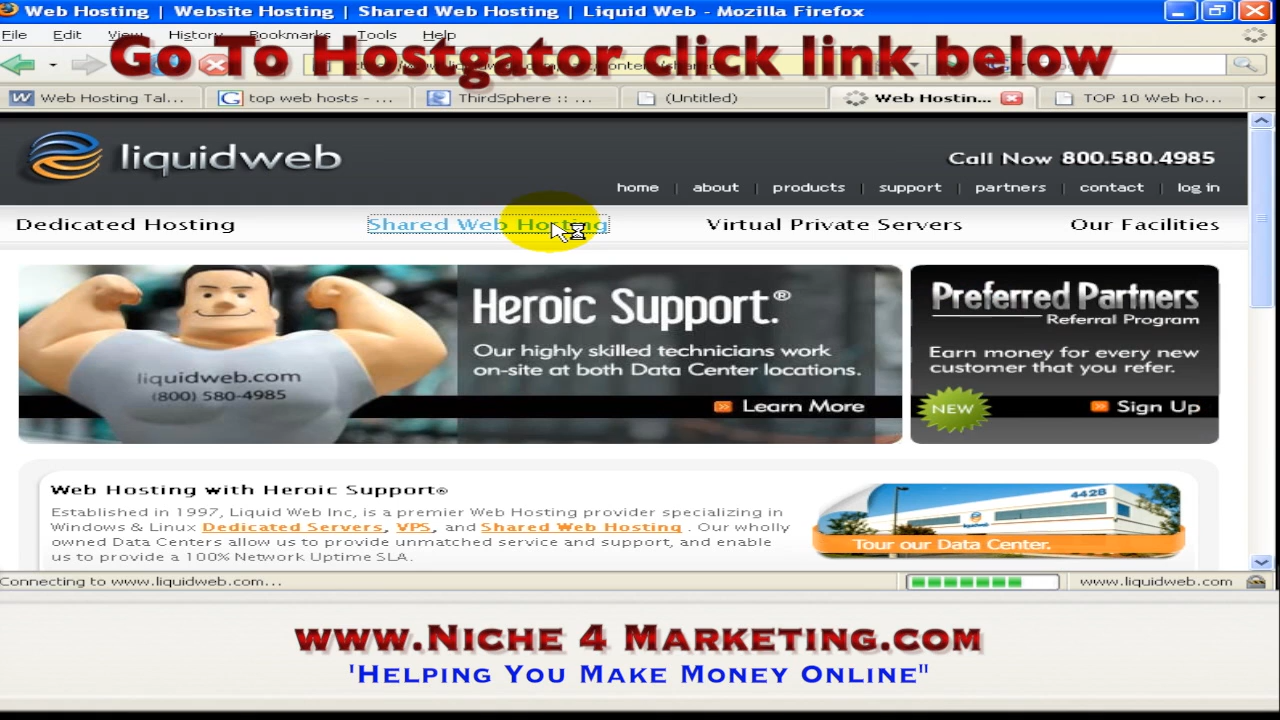 Web Hosting | Website Hosting | Shared Web Hosting | Liquid Web - Mozilla Firefox
File Edit View History Bookmarks Tools Help
Go To Hostgator click link below
Web Hosting Tal... top web hosts - ... ThirdSphere :: ... (Untitled) Web Hostin... TOP 10 Web ho...
liquidweb
Call Now 800.580.4985
home | about | products | support | partners | contact | log in
Dedicated Hosting Shared Web Hosting Virtual Private Servers Our Facilities
Heroic Support.®
Our highly skilled technicians work
on-site at both Data Center locations.
Learn More
liquidweb.com
(800) 580-4985
Preferred Partners
Referral Program
Earn money for every new
customer that you refer.
NEW
Sign Up
Web Hosting with Heroic Support®
Established in 1997, Liquid Web Inc, is a premier Web Hosting provider specializing in
Windows & Linux Dedicated Servers, VPS, and Shared Web Hosting . Our wholly
owned Data Centers allow us to provide unmatched service and support, and enable
us to provide a 100% Network Uptime SLA.
4428
liquidweb
Tour our Data Center.
Connecting to www.liquidweb.com... www.liquidweb.com
www.Niche 4 Marketing.com
'Helping You Make Money Online"